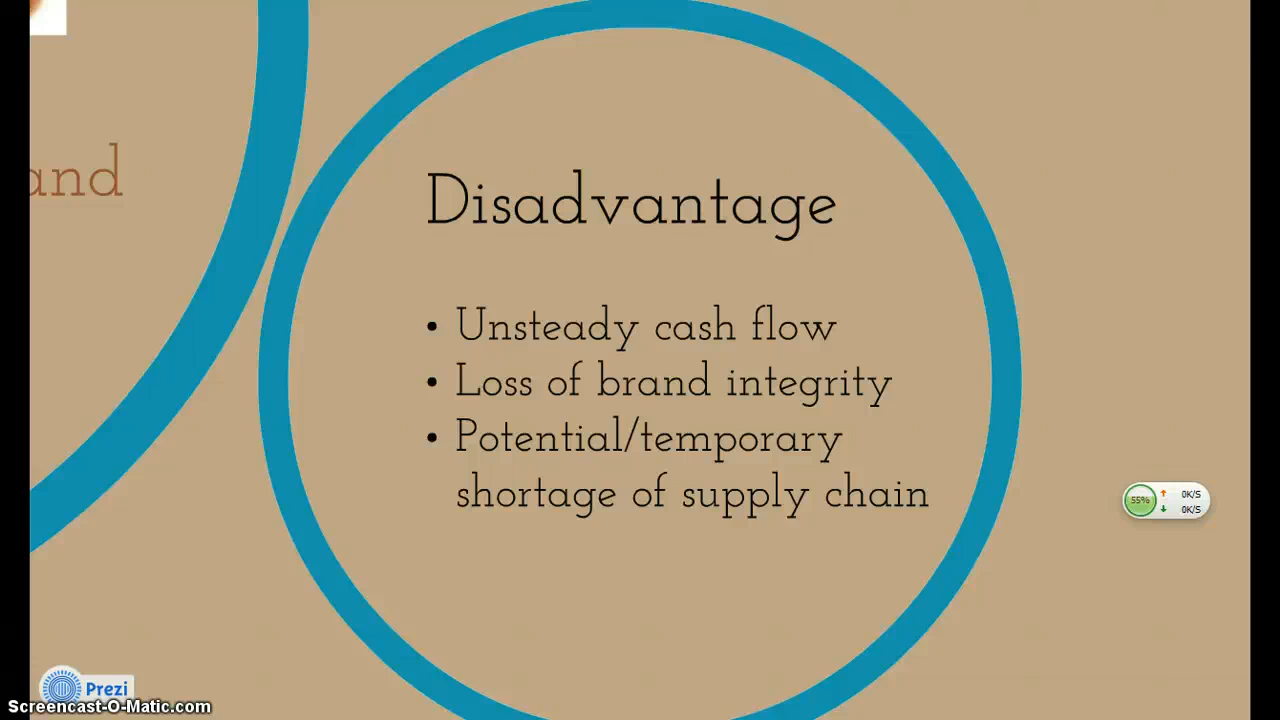 and
Disadvantage
• Unsteady cash flow
• Loss of brand integrity
• Potential/temporary
shortage of supply chain
55%
0K/S
0K/S
Prezi
Screencast-O-Matic.com